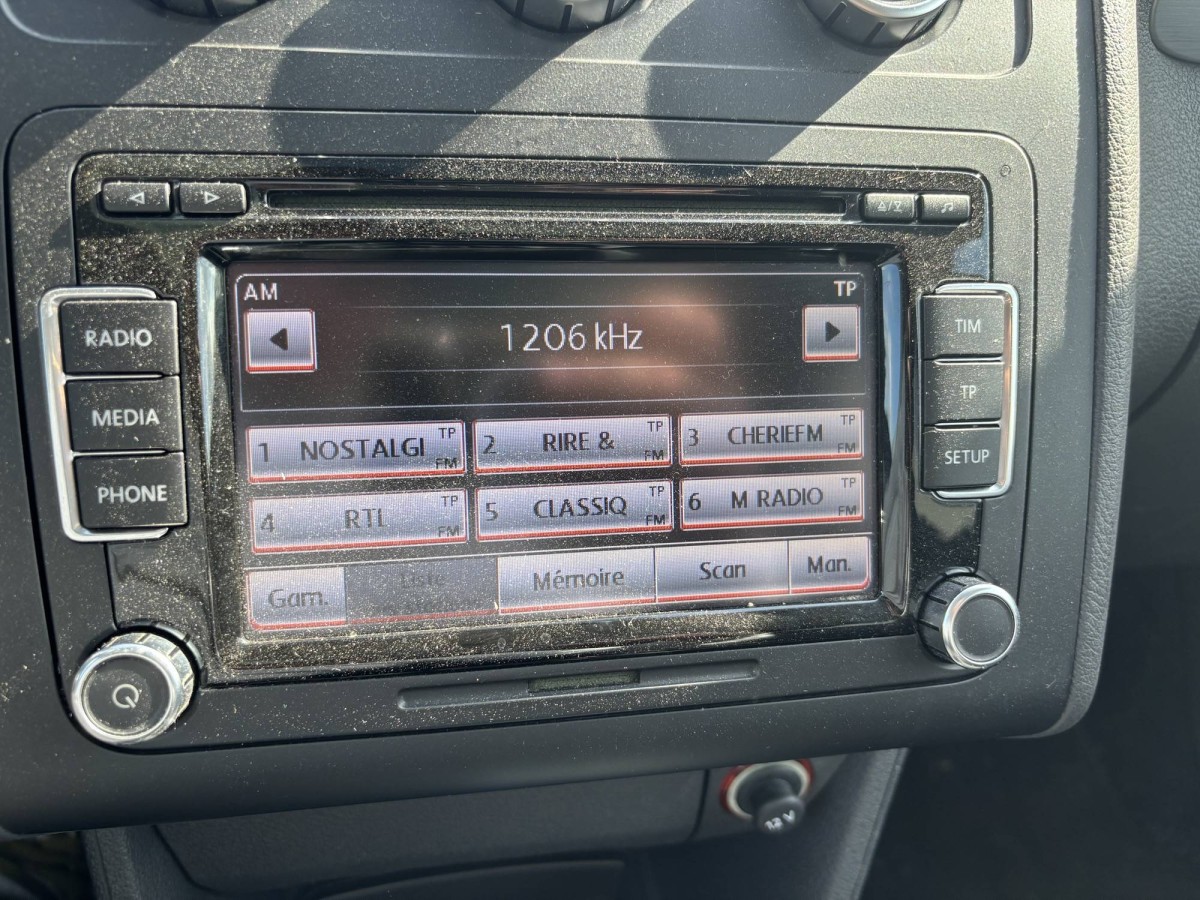 AM TP
RADIO
1206 kHz
TIM
MEDIA
TP
PHONE
SETUP
1 NOSTALGI TP FM
2 RIRE & TP FM
3 CHERIEFM TP FM
4 RTL TP FM
5 CLASSIQ TP FM
6 M RADIO TP FM
Gam. Liste Mémoire Scan Man.
12 V